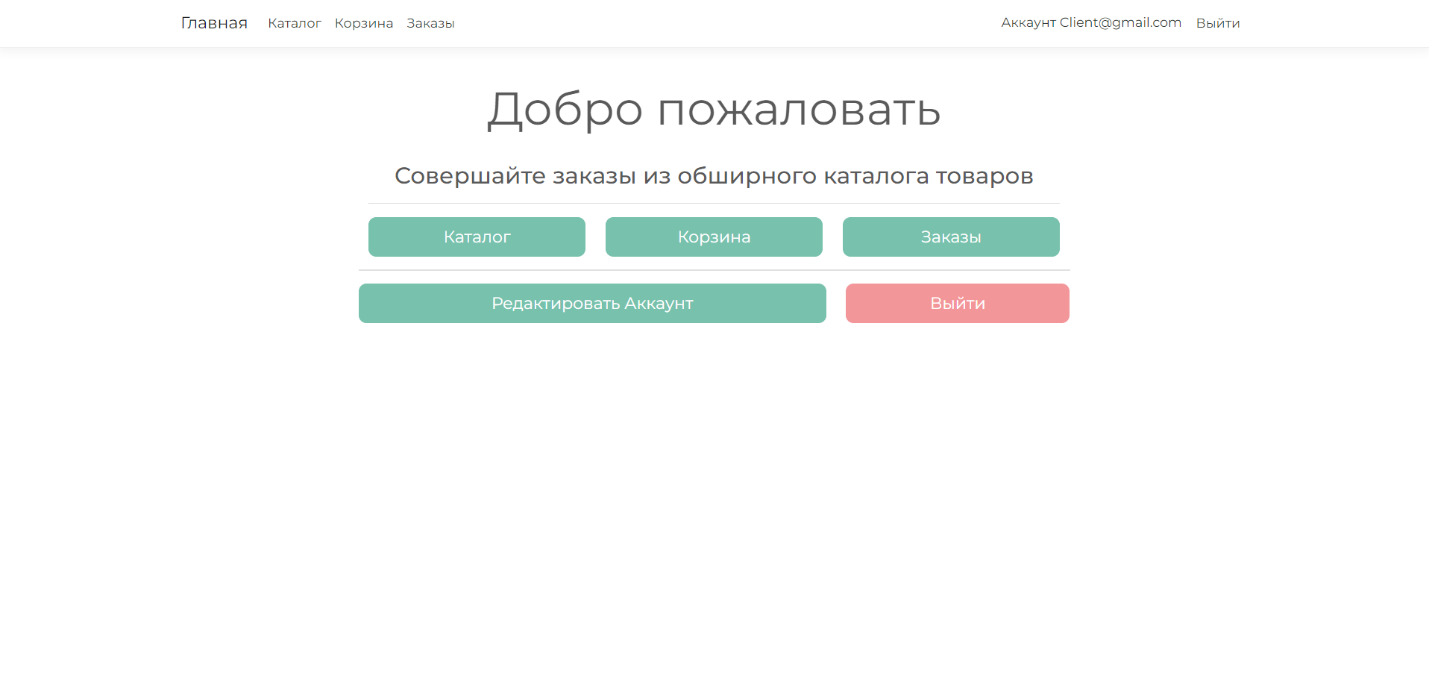 Главная Каталог Корзина Заказы Аккаунт Client@gmail.com Выйти
Добро пожаловать
Совершайте заказы из обширного каталога товаров
Каталог Корзина Заказы
Редактировать Аккаунт Выйти